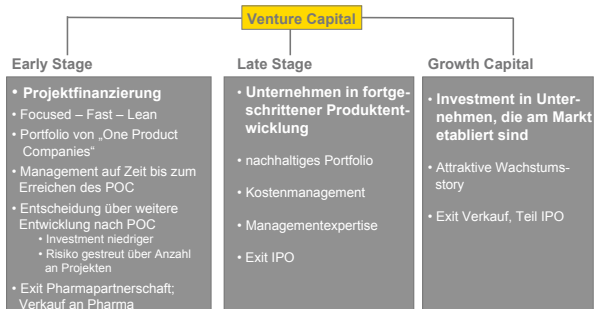 Venture Capital
Early Stage
• Projektfinanzierung
• Focused – Fast – Lean
• Portfolio von „One Product
Companies“
• Management auf Zeit bis zum
Erreichen des POC
• Entscheidung über weitere
Entwicklung nach POC
• Investment niedriger
• Risiko gestreut über Anzahl
an Projekten
• Exit Pharmapartnerschaft;
Verkauf an Pharma
Late Stage
• Unternehmen in fortge-
schrittener Produktent-
wicklung
• nachhaltiges Portfolio
• Kostenmanagement
• Managementexpertise
• Exit IPO
Growth Capital
• Investment in Unter-
nehmen, die am Markt
etabliert sind
• Attraktive Wachstums-
story
• Exit Verkauf, Teil IPO